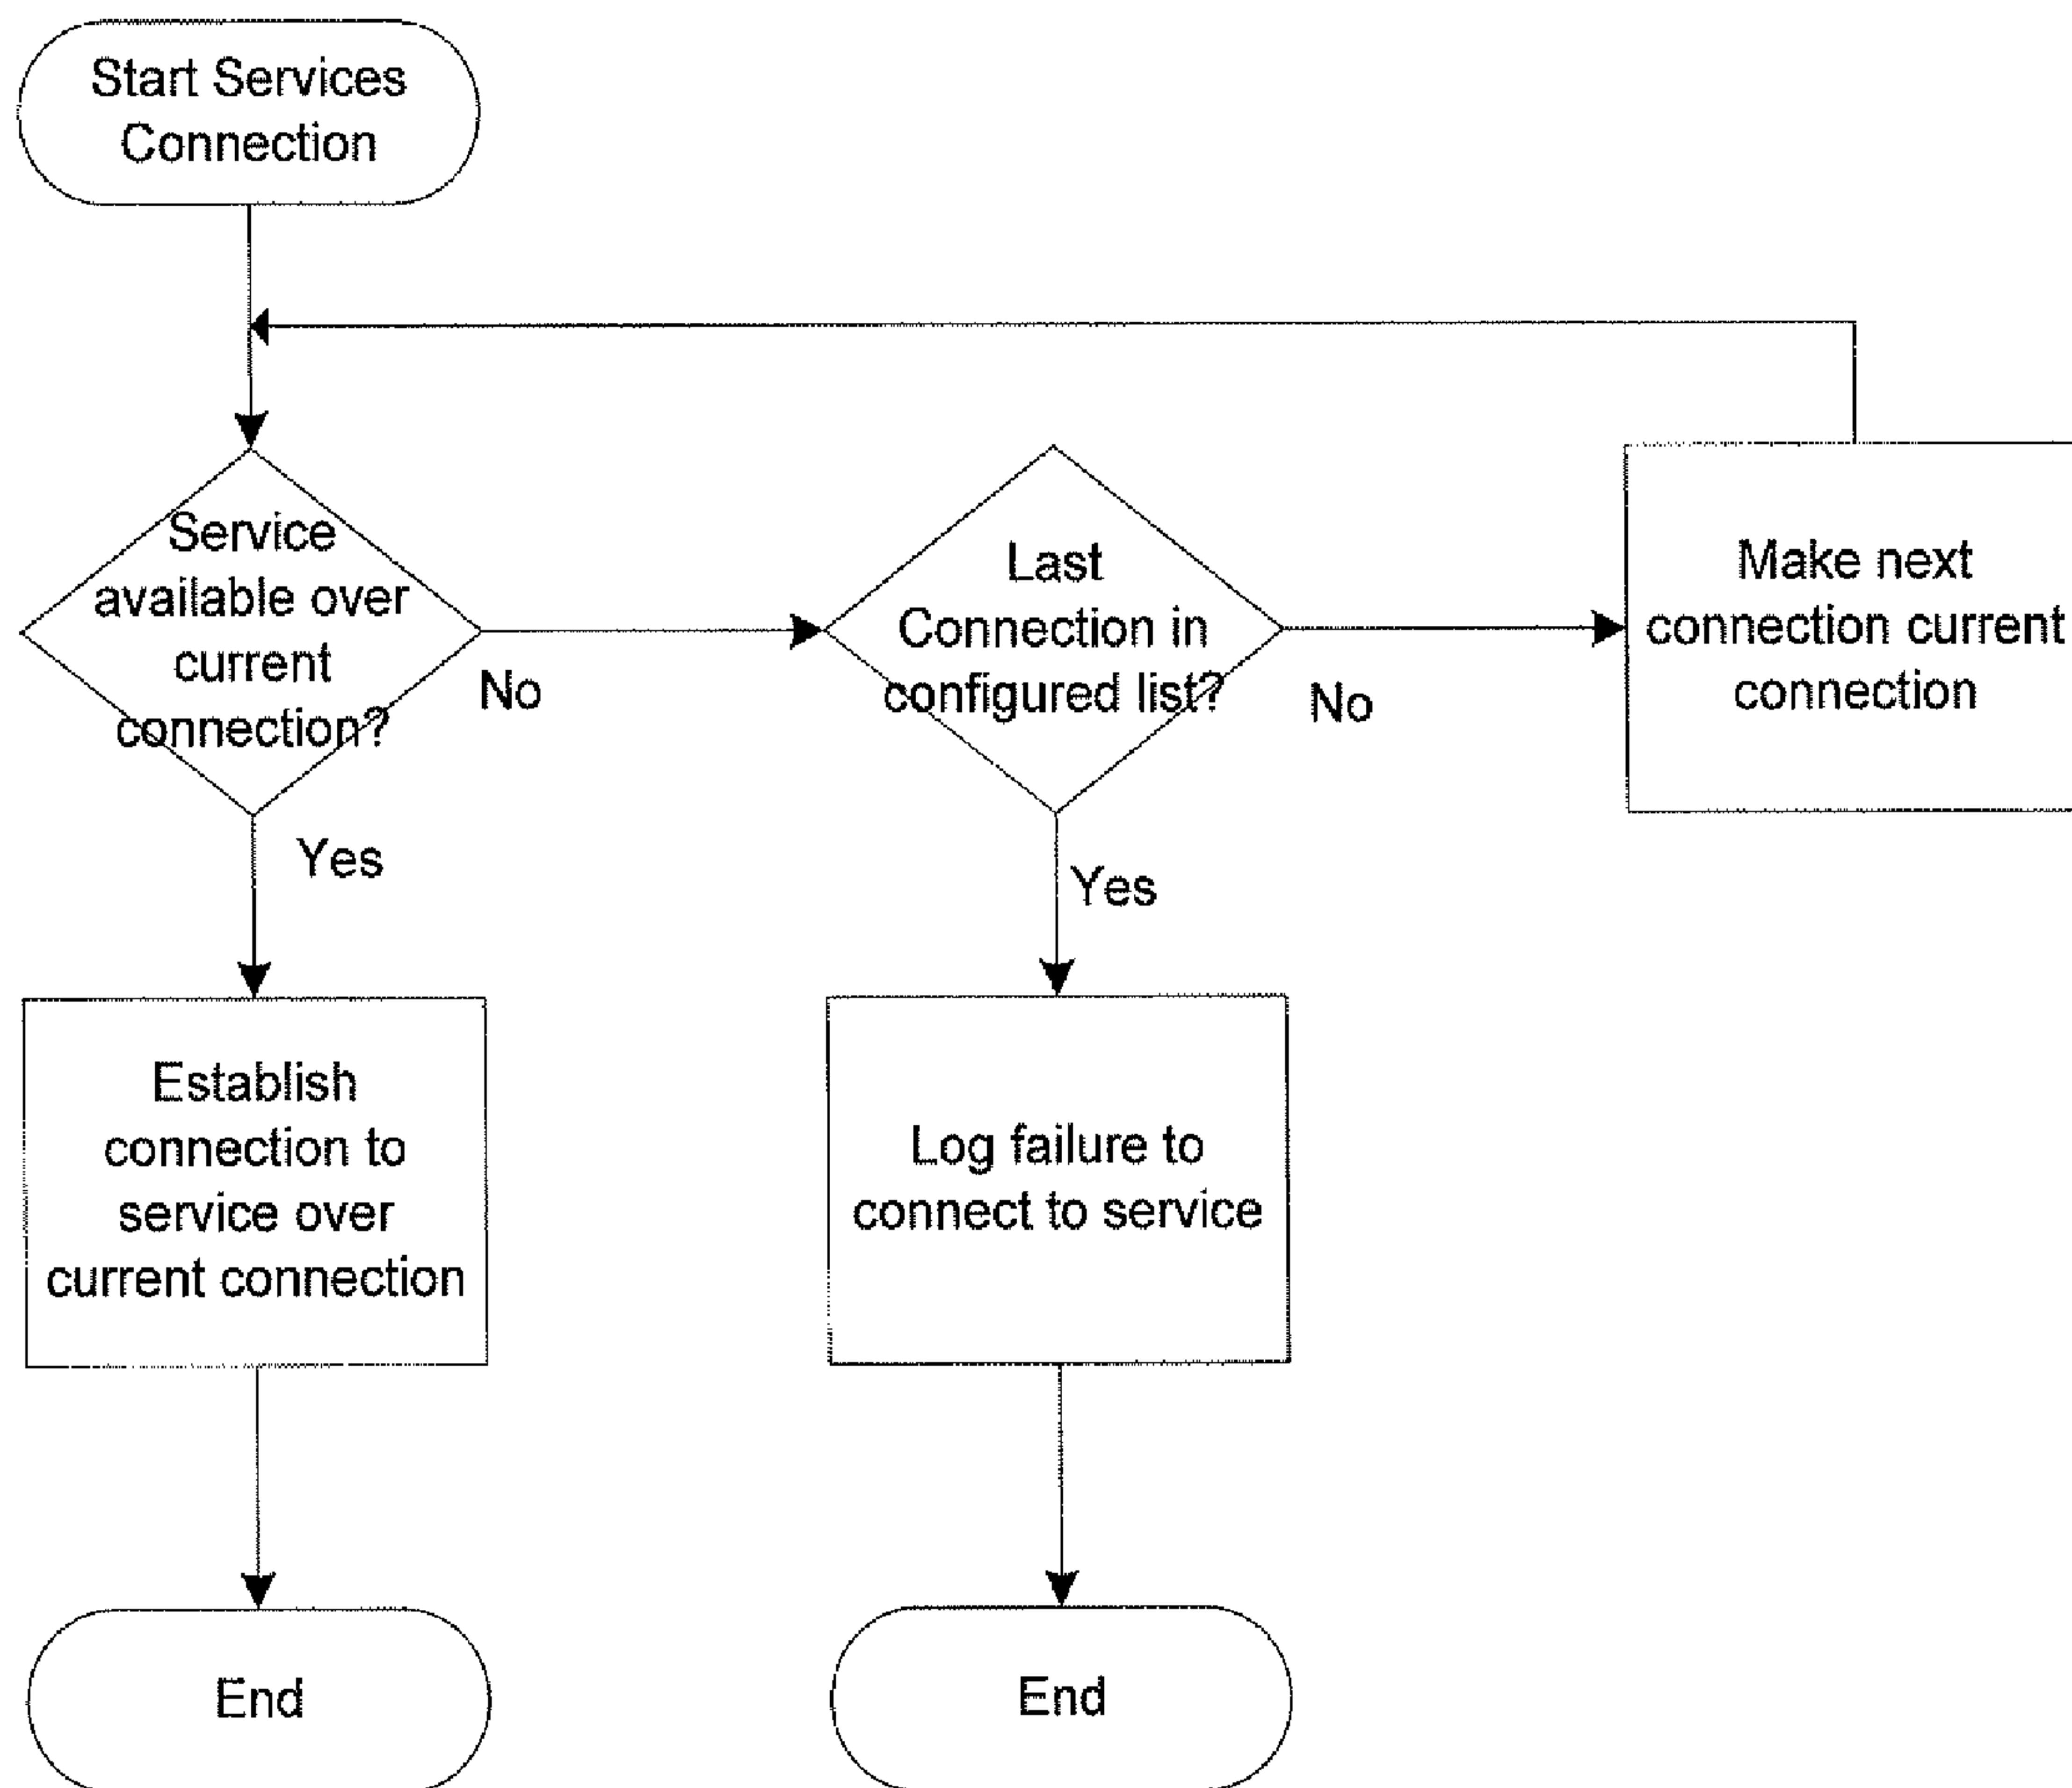 Start Services
Connection
Service
available over
current
connection?
No
Last
Connection in
configured list?
No
Make next
connection current
connection
Yes
Yes
Establish
connection to
service over
current connection
Log failure to
connect to service
End
End